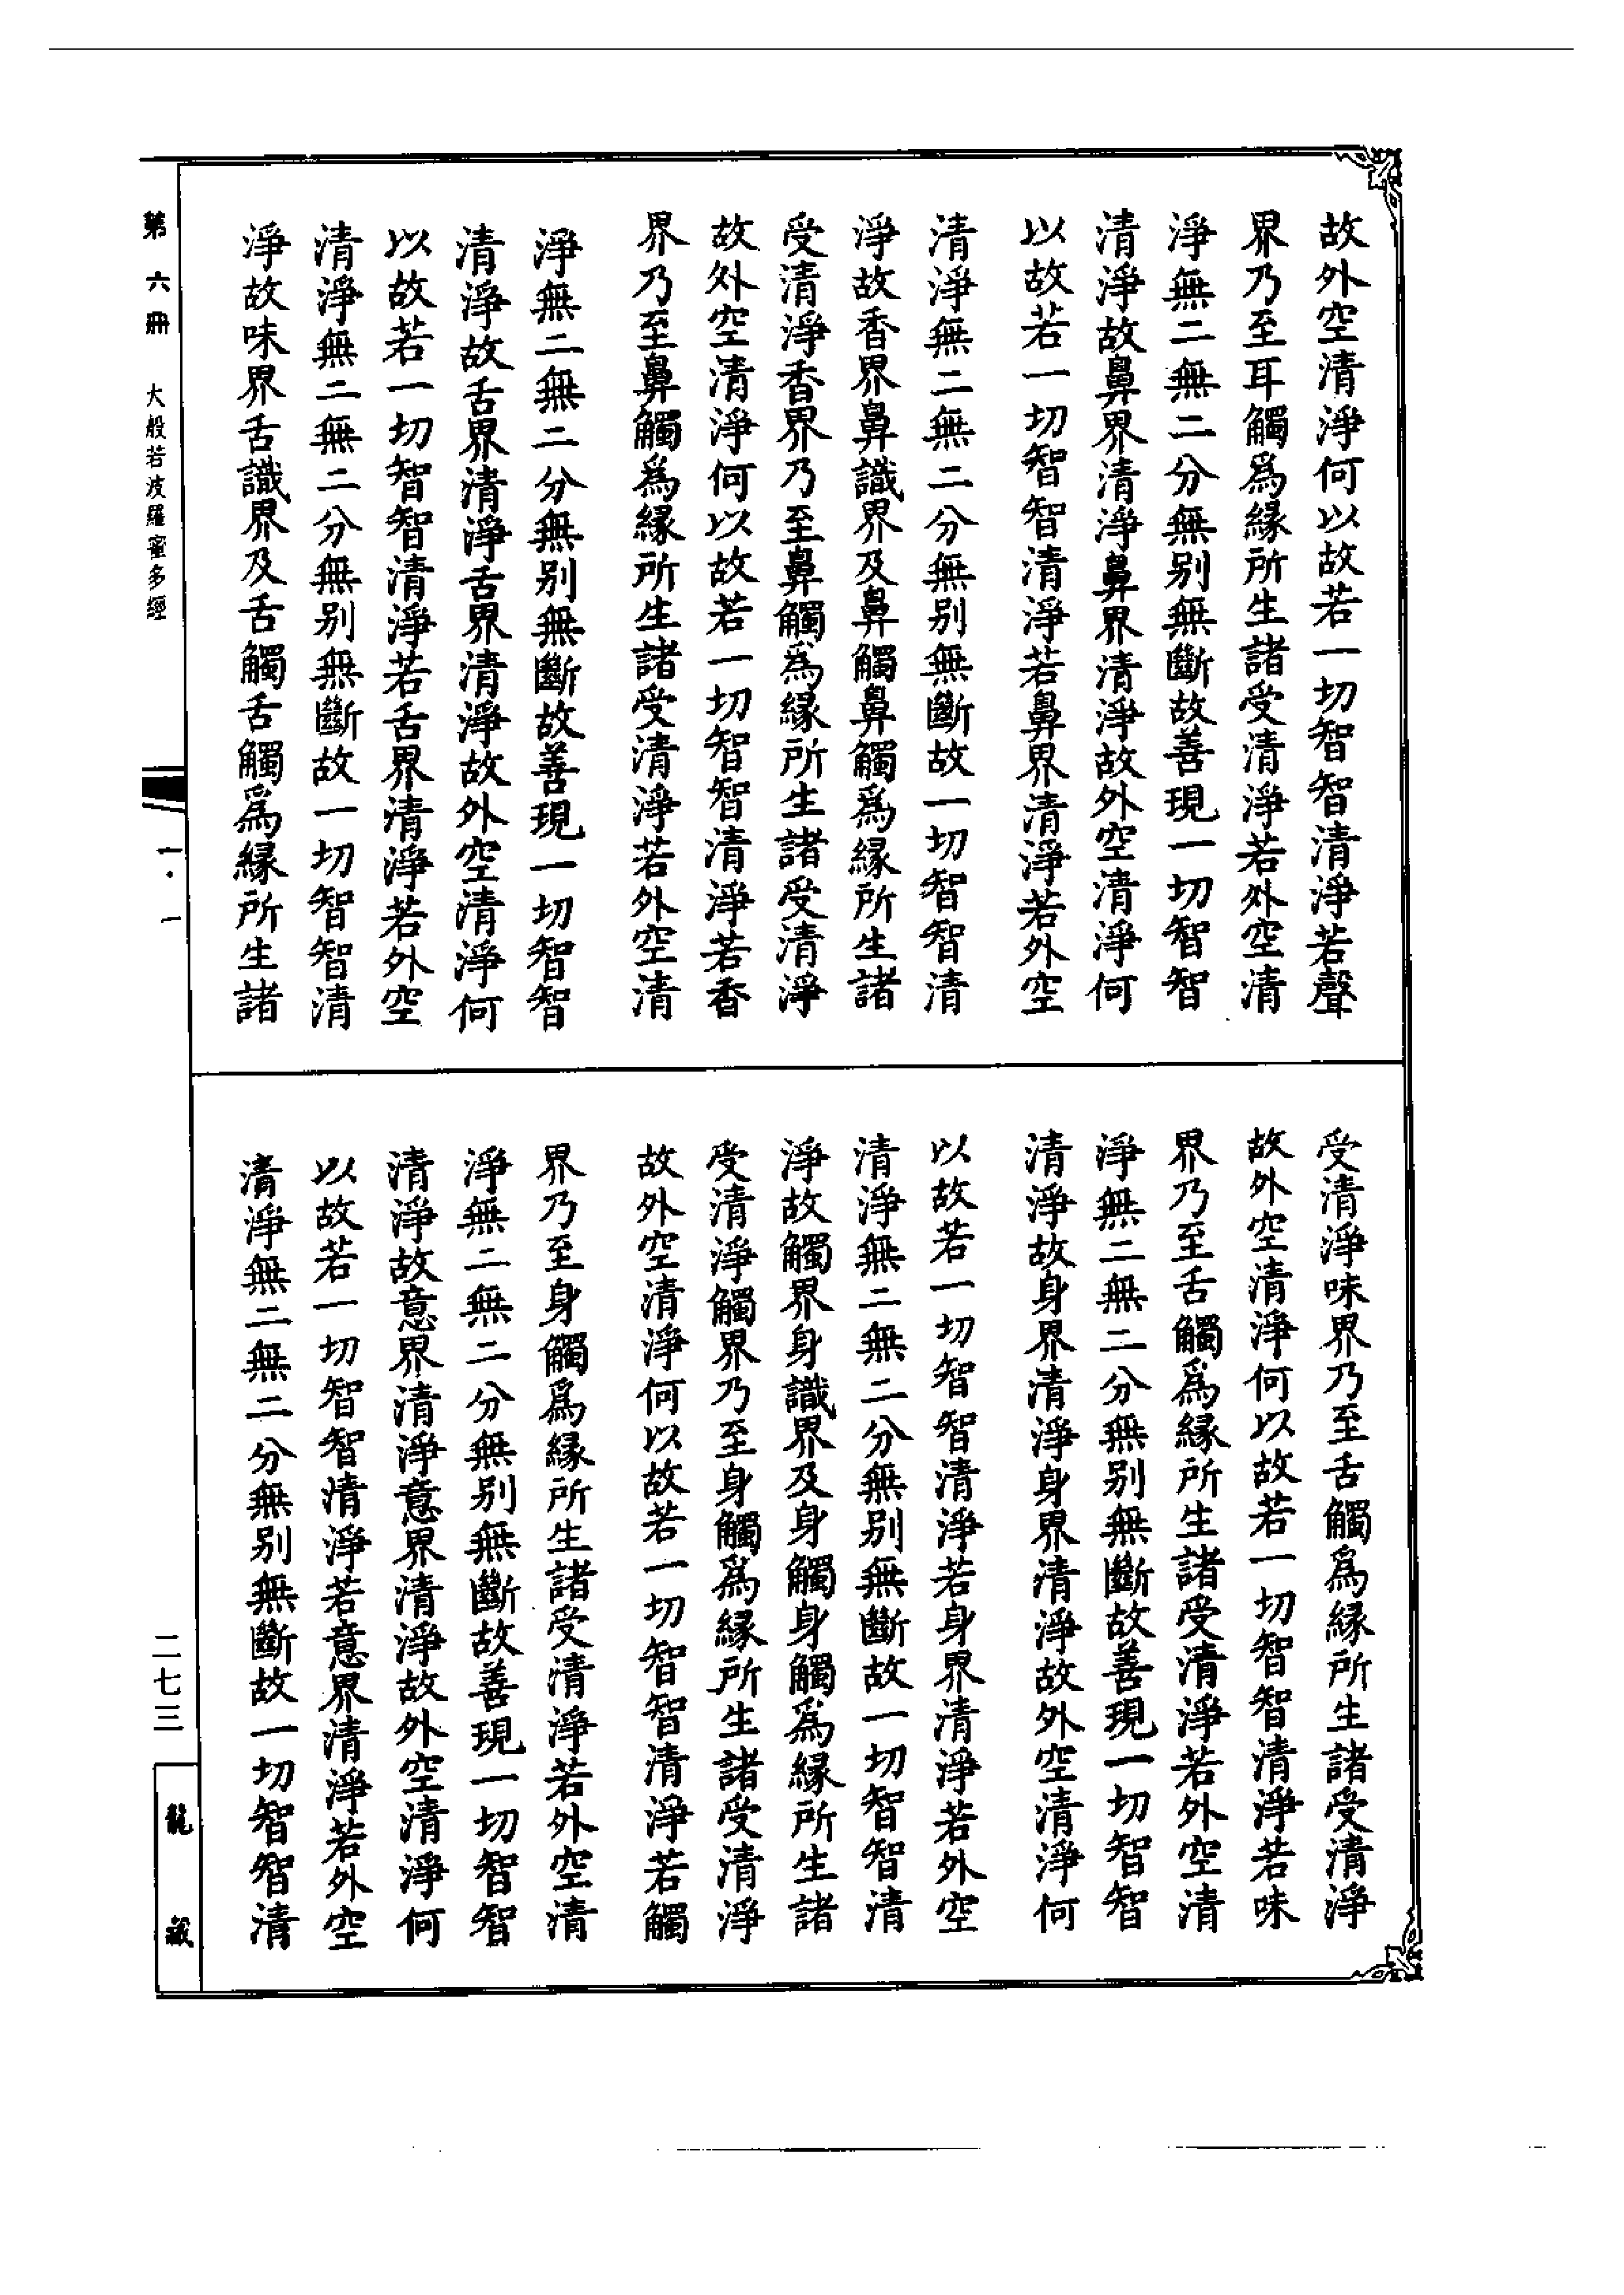 故外空清淨何以故若一切智智清淨若聲
界乃至耳觸爲緣所生諸受清淨若外空清
淨無二無二分無别無斷故善現一切智智
清淨故鼻界清淨鼻界清淨故外空清淨何
以故若一切智智清淨若鼻界清淨若外空
清淨無二無二分無别無斷故一切智智清
淨故香界鼻識界及鼻觸鼻觸爲緣所生諸
受清淨香界乃至鼻觸爲緣所生諸受清淨
故外空清淨何以故若一切智智清淨若香
界乃至鼻觸爲緣所生諸受清淨若外空清
淨無二無二分無别無斷故善現一切智智
清淨故舌界清淨舌界清淨故外空清淨何
以故若一切智智清淨若舌界清淨若外空
清淨無二無二分無别無斷故一切智智清
淨故味界舌識界及舌觸舌觸爲緣所生諸
受清淨味界乃至舌觸爲緣所生諸受清淨
故外空清淨何以故若一切智智清淨若味
界乃至舌觸爲緣所生諸受清淨若外空清
淨無二無二分無别無斷故善現一切智智
清淨故身界清淨身界清淨故外空清淨何
以故若一切智智清淨若身界清淨若外空
清淨無二無二分無别無斷故一切智智清
淨故觸界身識界及身觸身觸爲緣所生諸
受清淨觸界乃至身觸爲緣所生諸受清淨
故外空清淨何以故若一切智智清淨若觸
界乃至身觸爲緣所生諸受清淨若外空清
淨無二無二分無别無斷故善現一切智智
清淨故意界清淨意界清淨故外空清淨何
以故若一切智智清淨若意界清淨若外空
清淨無二無二分無别無斷故一切智智清
第六冊 大般若波羅蜜多經
一·一
二七三
龍藏